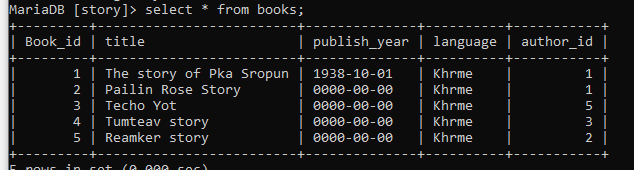 MariaDB [story]> select * from books;
+---------+-----------------------+--------------+----------+-----------+
| Book_id | title                 | publish_year | language | author_id |
+---------+-----------------------+--------------+----------+-----------+
|       1 | The story of Pka Sropun | 1938-10-01   | Khrme    |         1 |
|       2 | Pailin Rose Story     | 0000-00-00   | Khrme    |         1 |
|       3 | Techo Yot             | 0000-00-00   | Khrme    |         5 |
|       4 | Tumteav story         | 0000-00-00   | Khrme    |         3 |
|       5 | Reamker story         | 0000-00-00   | Khrme    |         2 |
+---------+-----------------------+--------------+----------+-----------+
5 rows in set (0.000 sec)